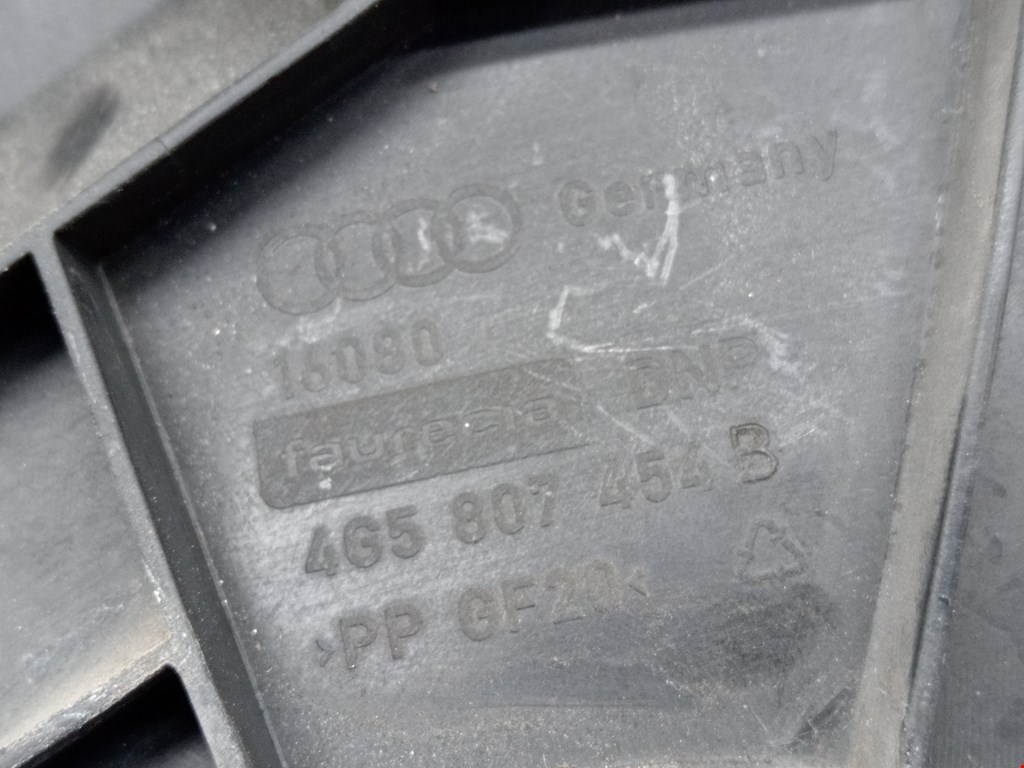 Germany
16080
faurecia DNP
4G5 807 454 B
>PP GF20<